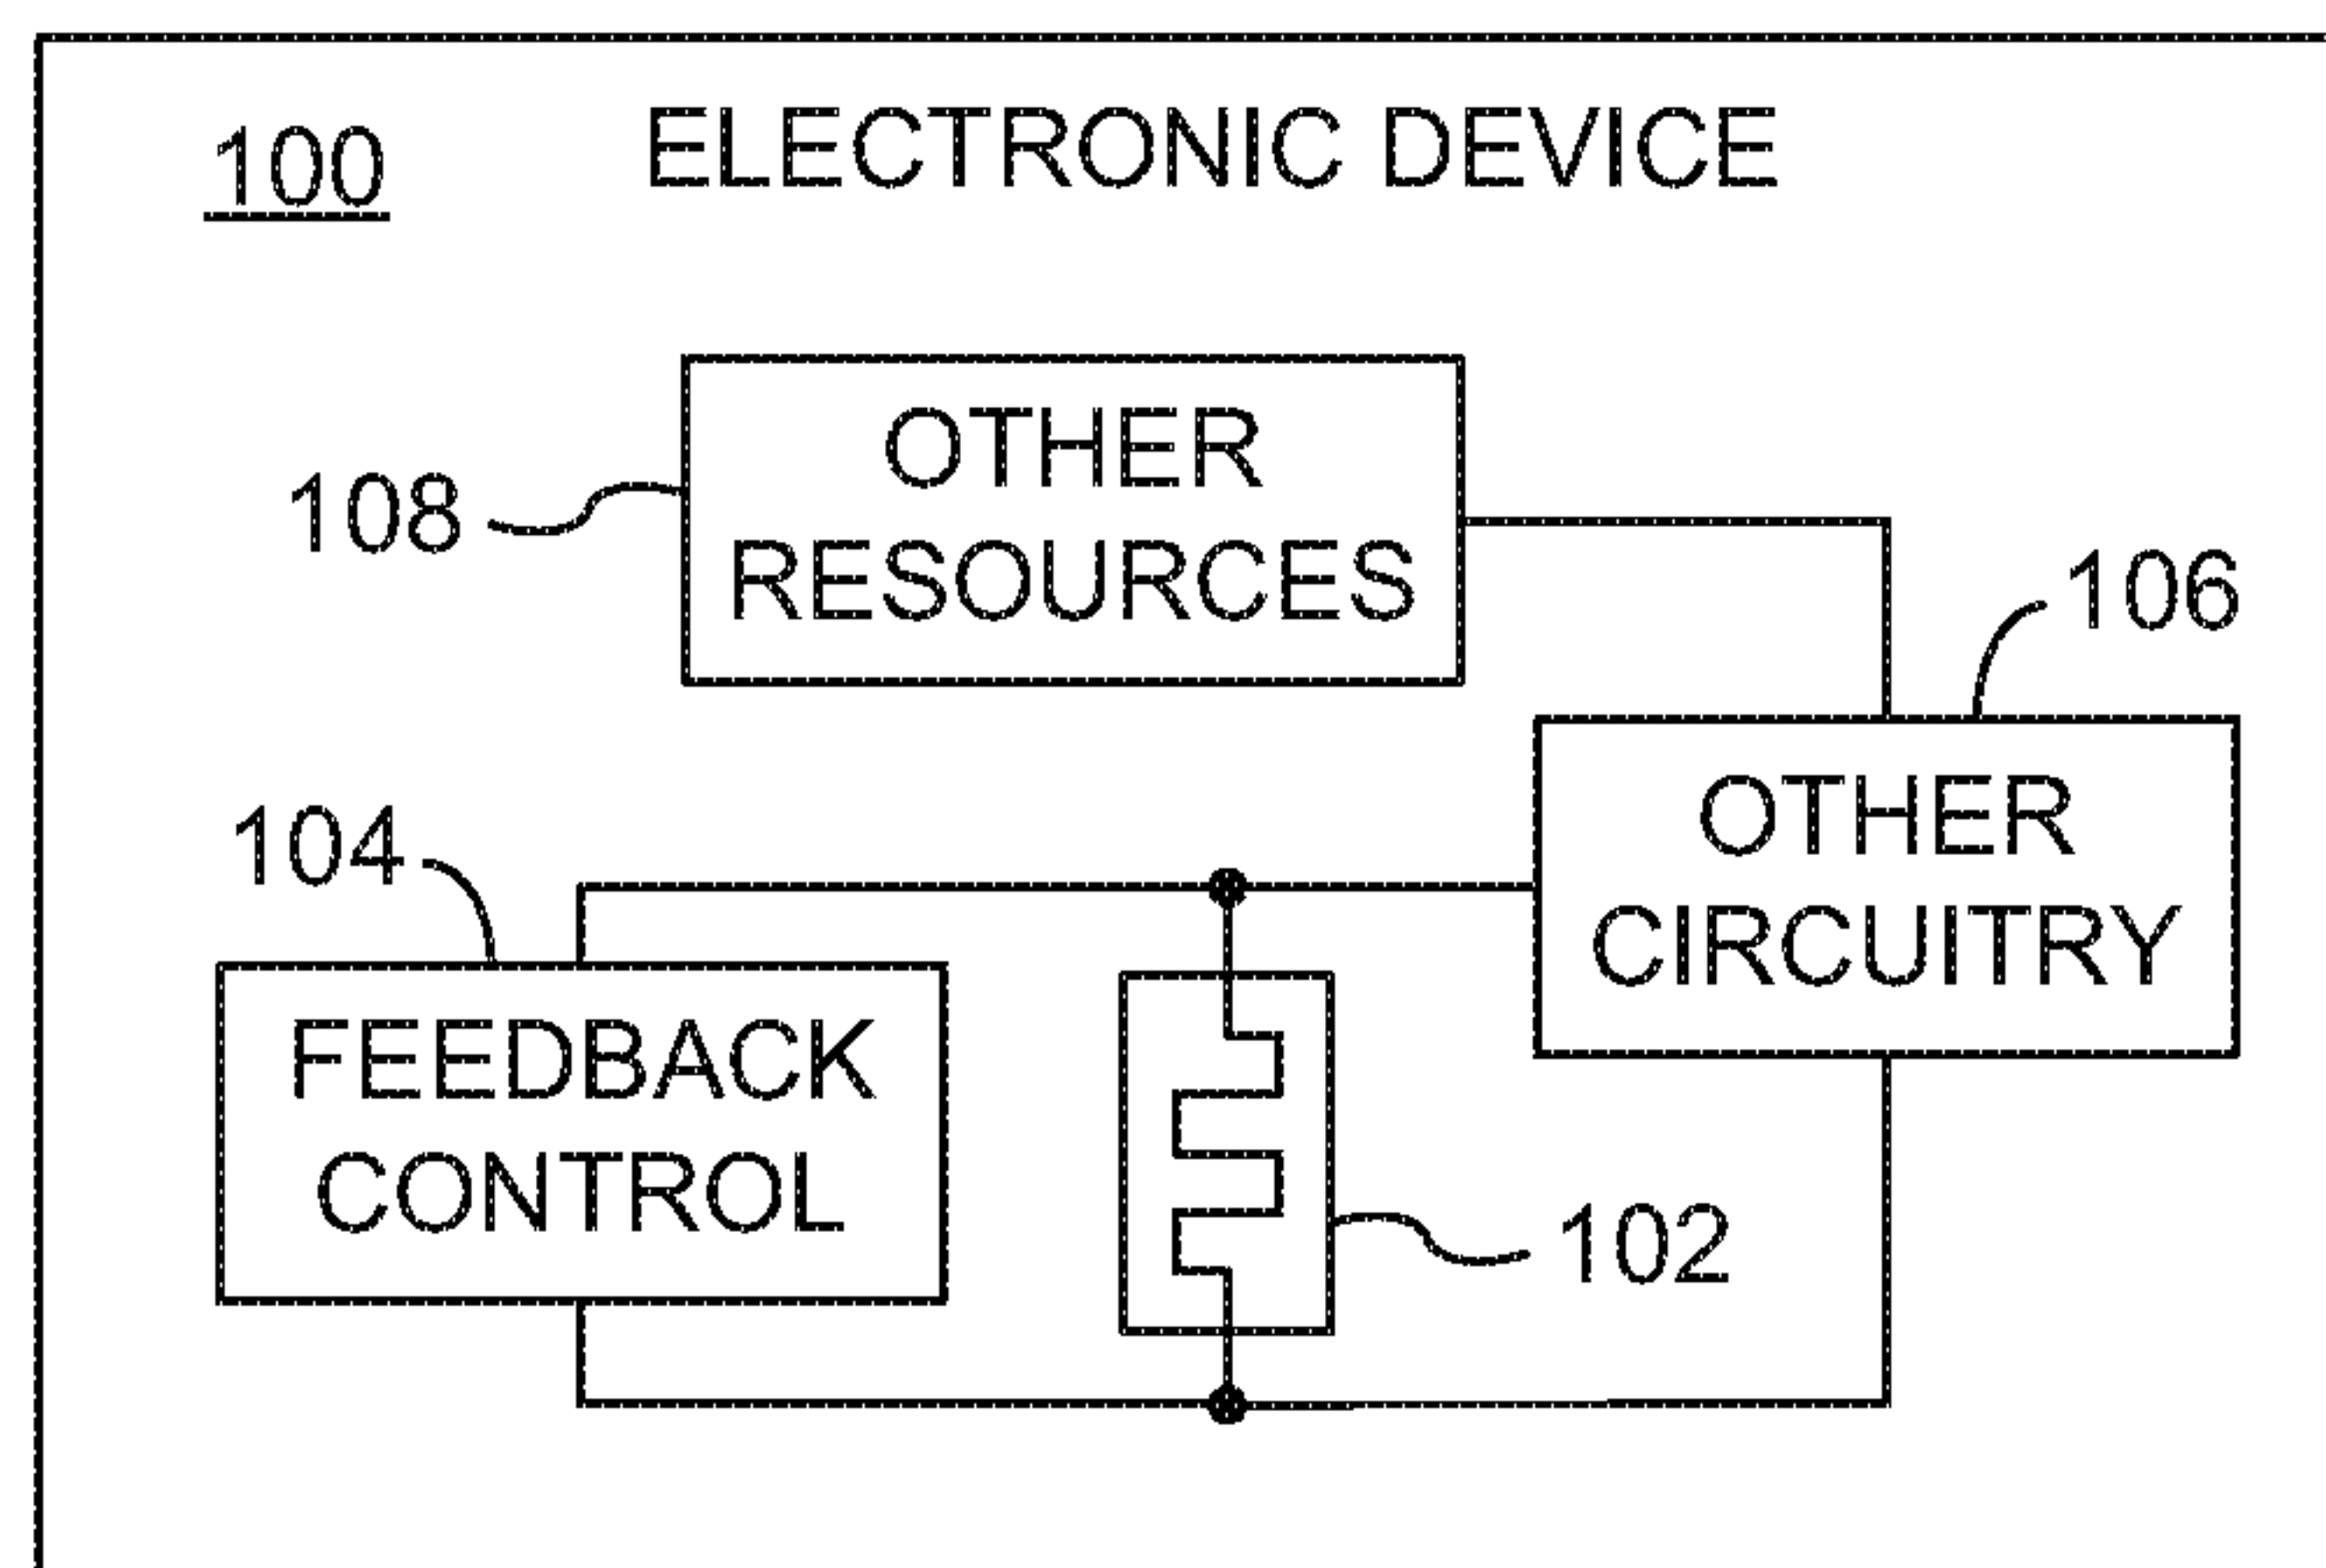 100
ELECTRONIC DEVICE
108
OTHER
RESOURCES
106
OTHER
CIRCUITRY
104
FEEDBACK
CONTROL
102